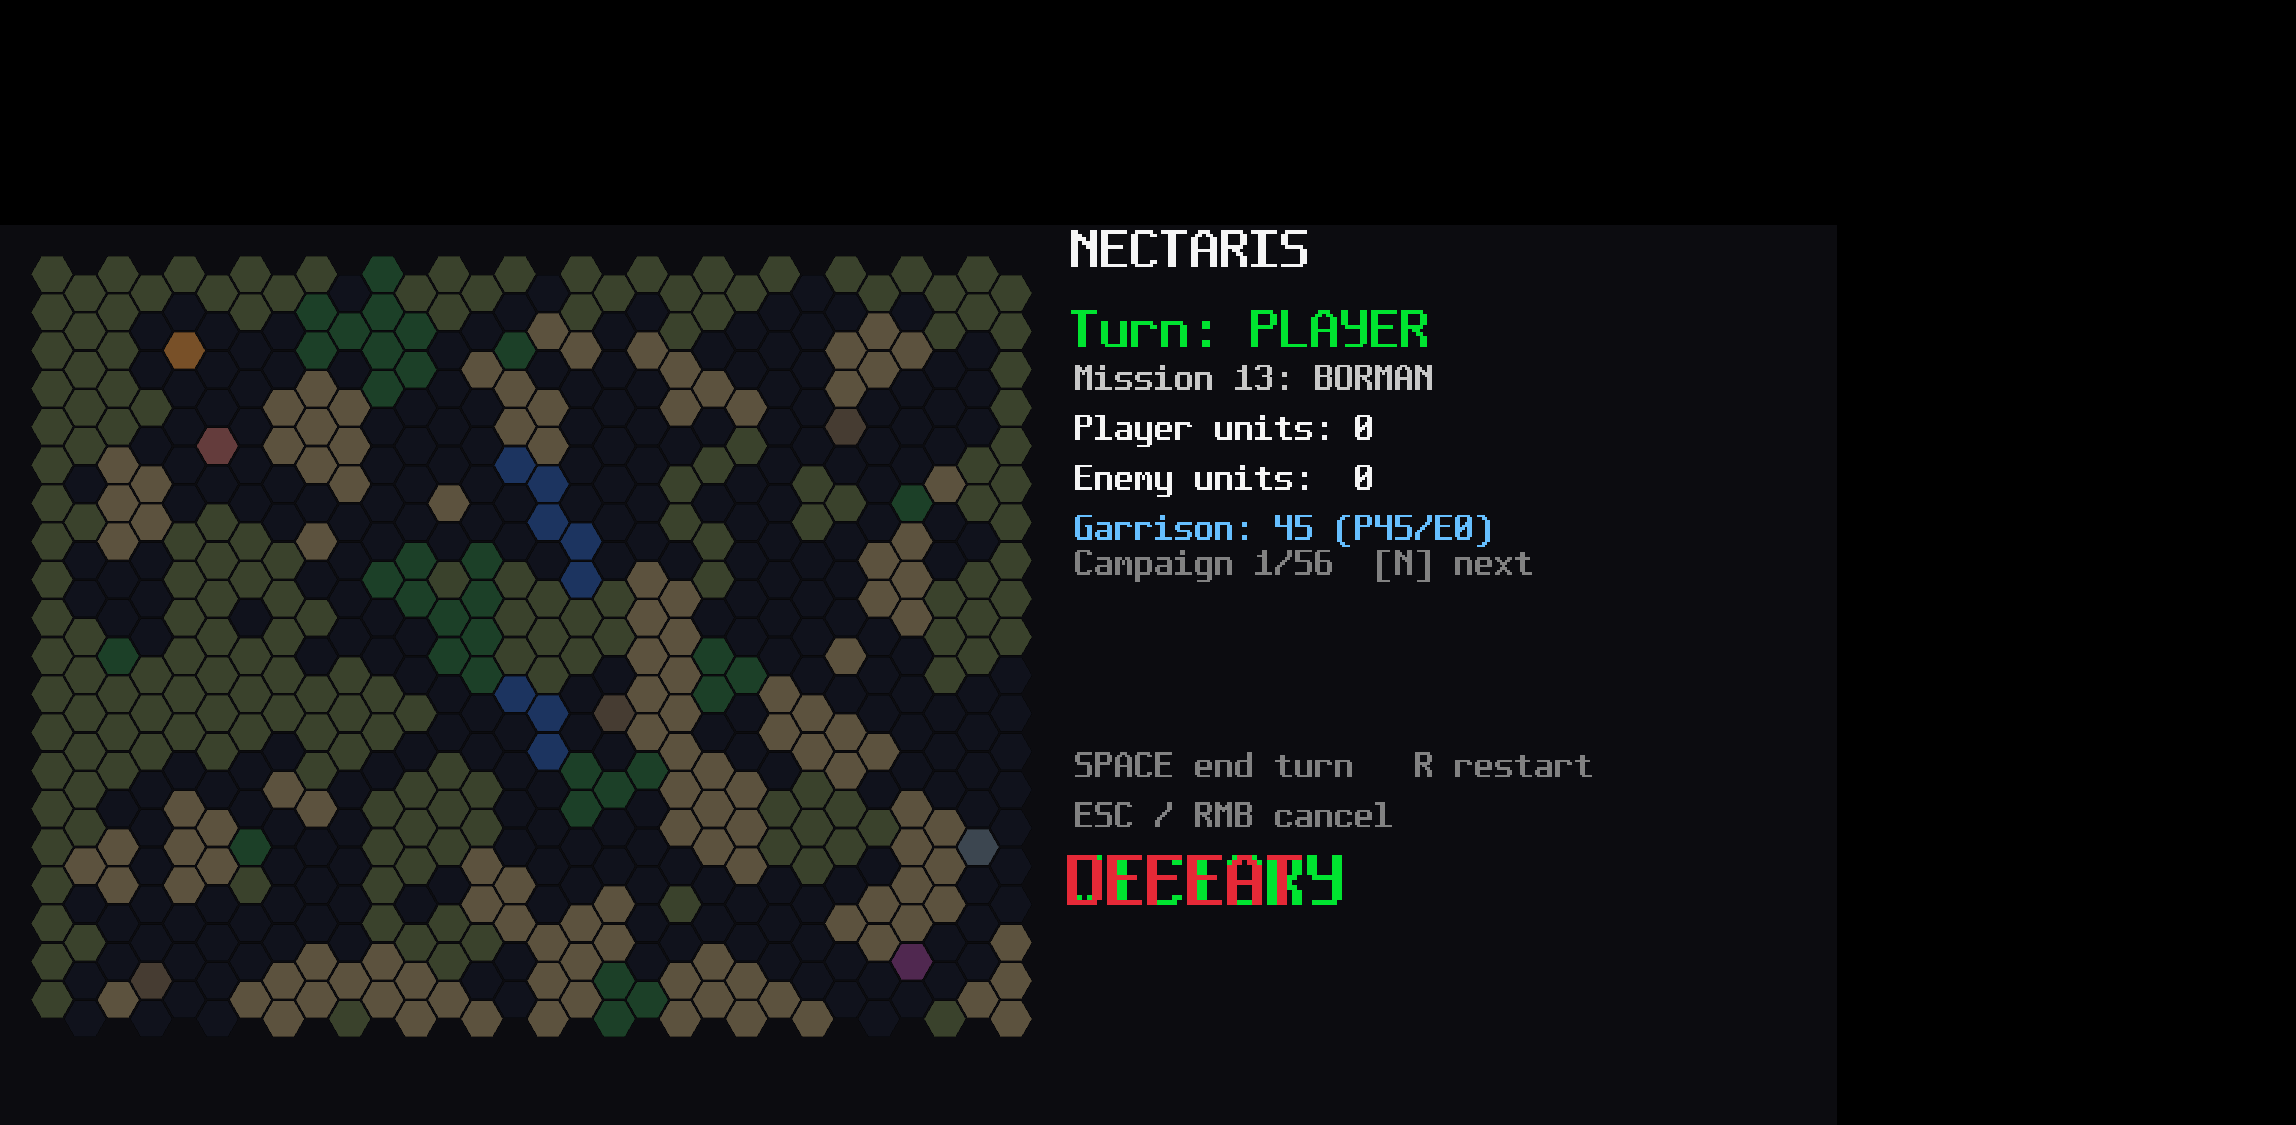 NECTARIS
Turn: PLAYER
Mission 13: BORMAN
Player units: 0
Enemy units:  0
Garrison: 45 (P45/E0)
Campaign 1/56  [N] next
SPACE end turn   R restart
ESC / RMB cancel